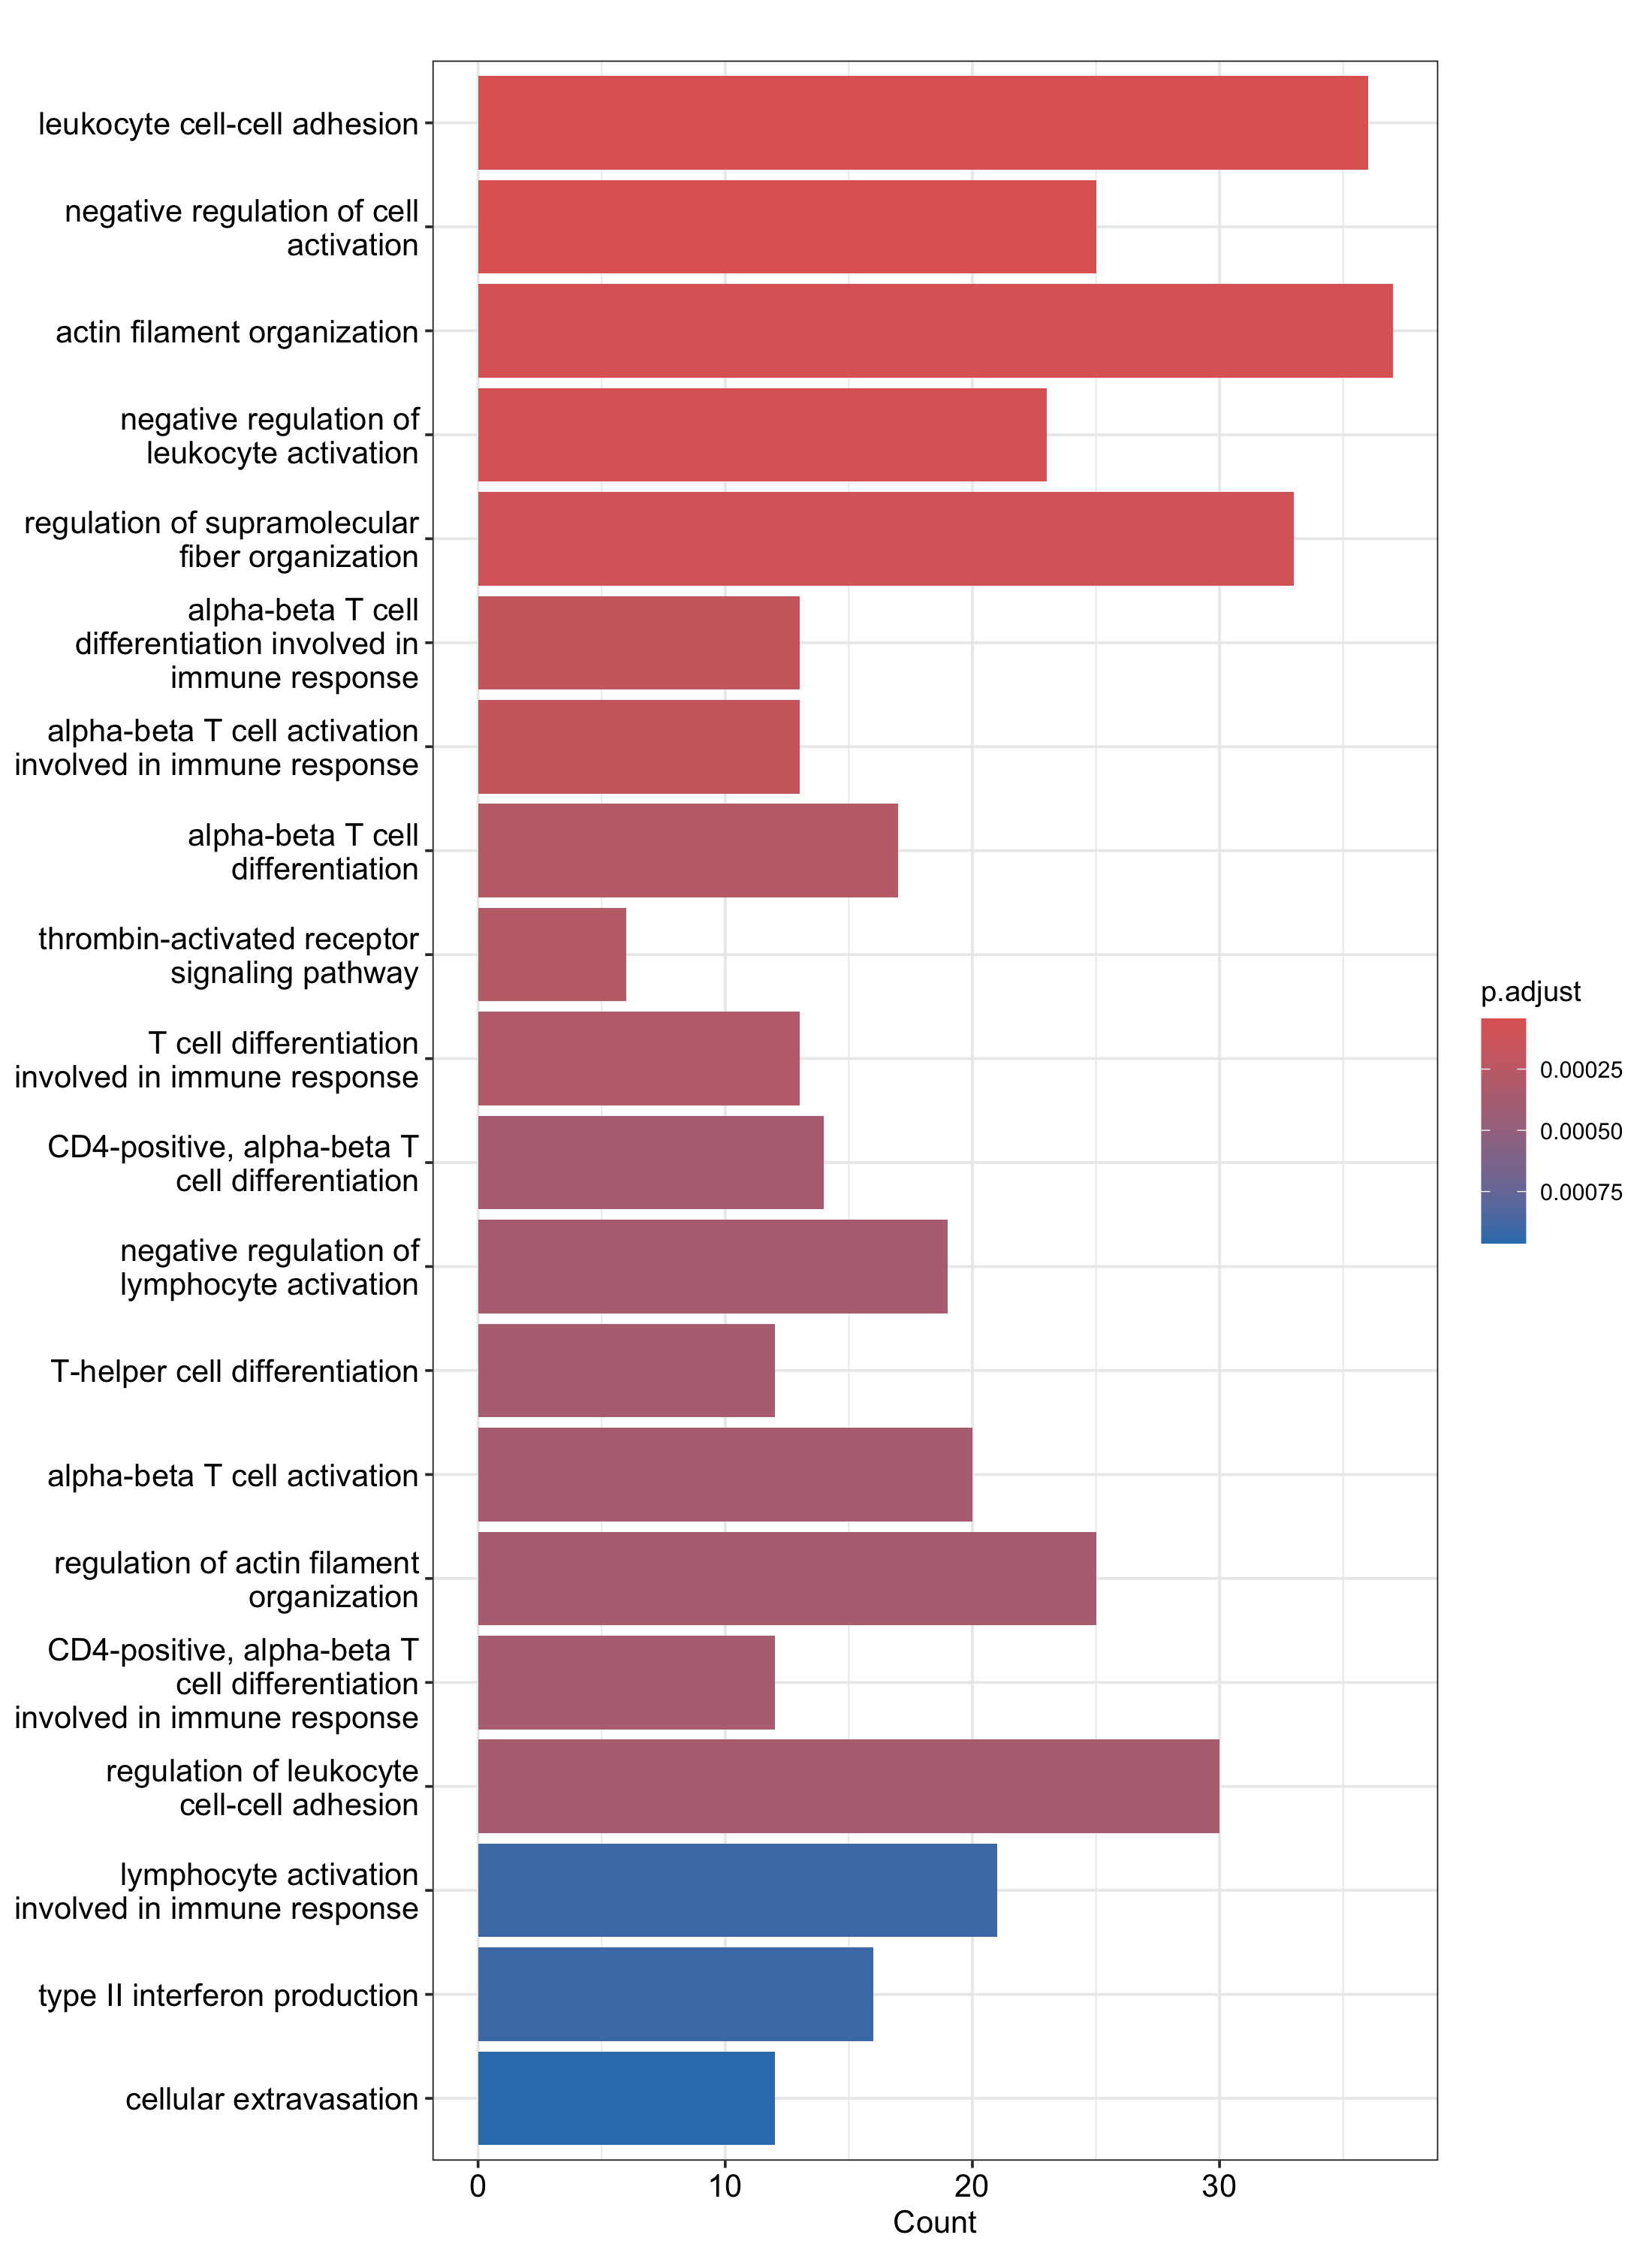 leukocyte cell-cell adhesion
negative regulation of cell
activation
actin filament organization
negative regulation of
leukocyte activation
regulation of supramolecular
fiber organization
alpha-beta T cell
differentiation involved in
immune response
alpha-beta T cell activation
involved in immune response
alpha-beta T cell
differentiation
thrombin-activated receptor
signaling pathway
T cell differentiation
involved in immune response
CD4-positive, alpha-beta T
cell differentiation
negative regulation of
lymphocyte activation
T-helper cell differentiation
alpha-beta T cell activation
regulation of actin filament
organization
CD4-positive, alpha-beta T
cell differentiation
involved in immune response
regulation of leukocyte
cell-cell adhesion
lymphocyte activation
involved in immune response
type II interferon production
cellular extravasation
0 10 20 30
Count
p.adjust
0.00025
0.00050
0.00075